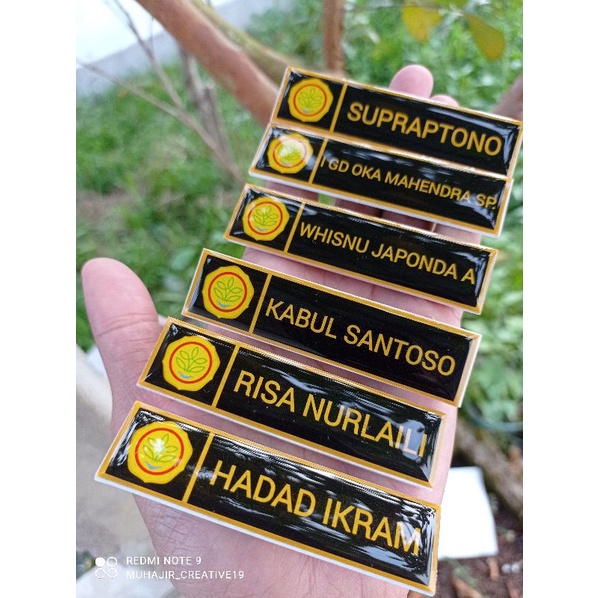 SUPRAPTONO
I GD OKA MAHENDRA SP.
WHISNU JAPONDA A
KABUL SANTOSO
RISA NURLAILI
HADAD IKRAM
REDMI NOTE 9
MUHAJIR_CREATIVE19